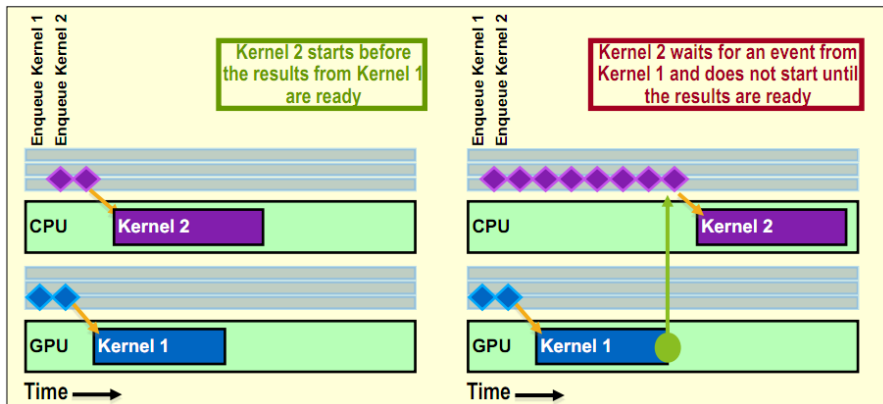 Enqueue Kernel 1
Enqueue Kernel 2
Kernel 2 starts before
the results from Kernel 1
are ready
CPU
Kernel 2
GPU
Kernel 1
Time
Enqueue Kernel 1
Enqueue Kernel 2
Kernel 2 waits for an event from
Kernel 1 and does not start until
the results are ready
CPU
Kernel 2
GPU
Kernel 1
Time